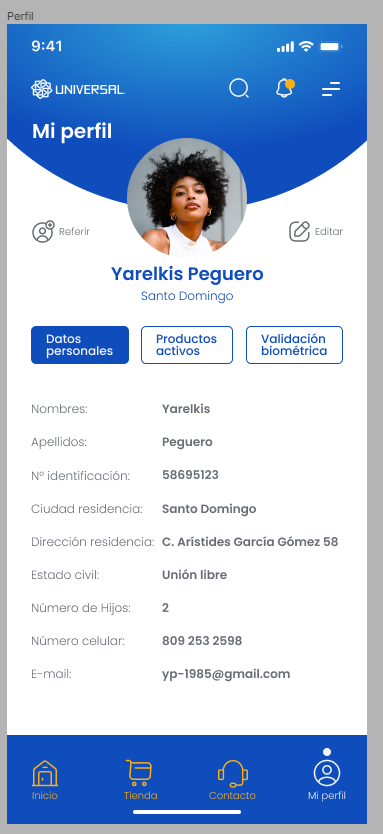 Perfil
9:41
UNIVERSAL
Mi perfil
Referir
Editar
Yarelkis Peguero
Santo Domingo
Datos
personales
Productos
activos
Validación
biométrica
Nombres: Yarelkis
Apellidos: Peguero
Nº identificación: 58695123
Ciudad residencia: Santo Domingo
Dirección residencia: C. Arístides García Gómez 58
Estado civil: Unión libre
Número de Hijos: 2
Número celular: 809 253 2598
E-mail: yp-1985@gmail.com
Inicio
Tienda
Contacto
Mi perfil